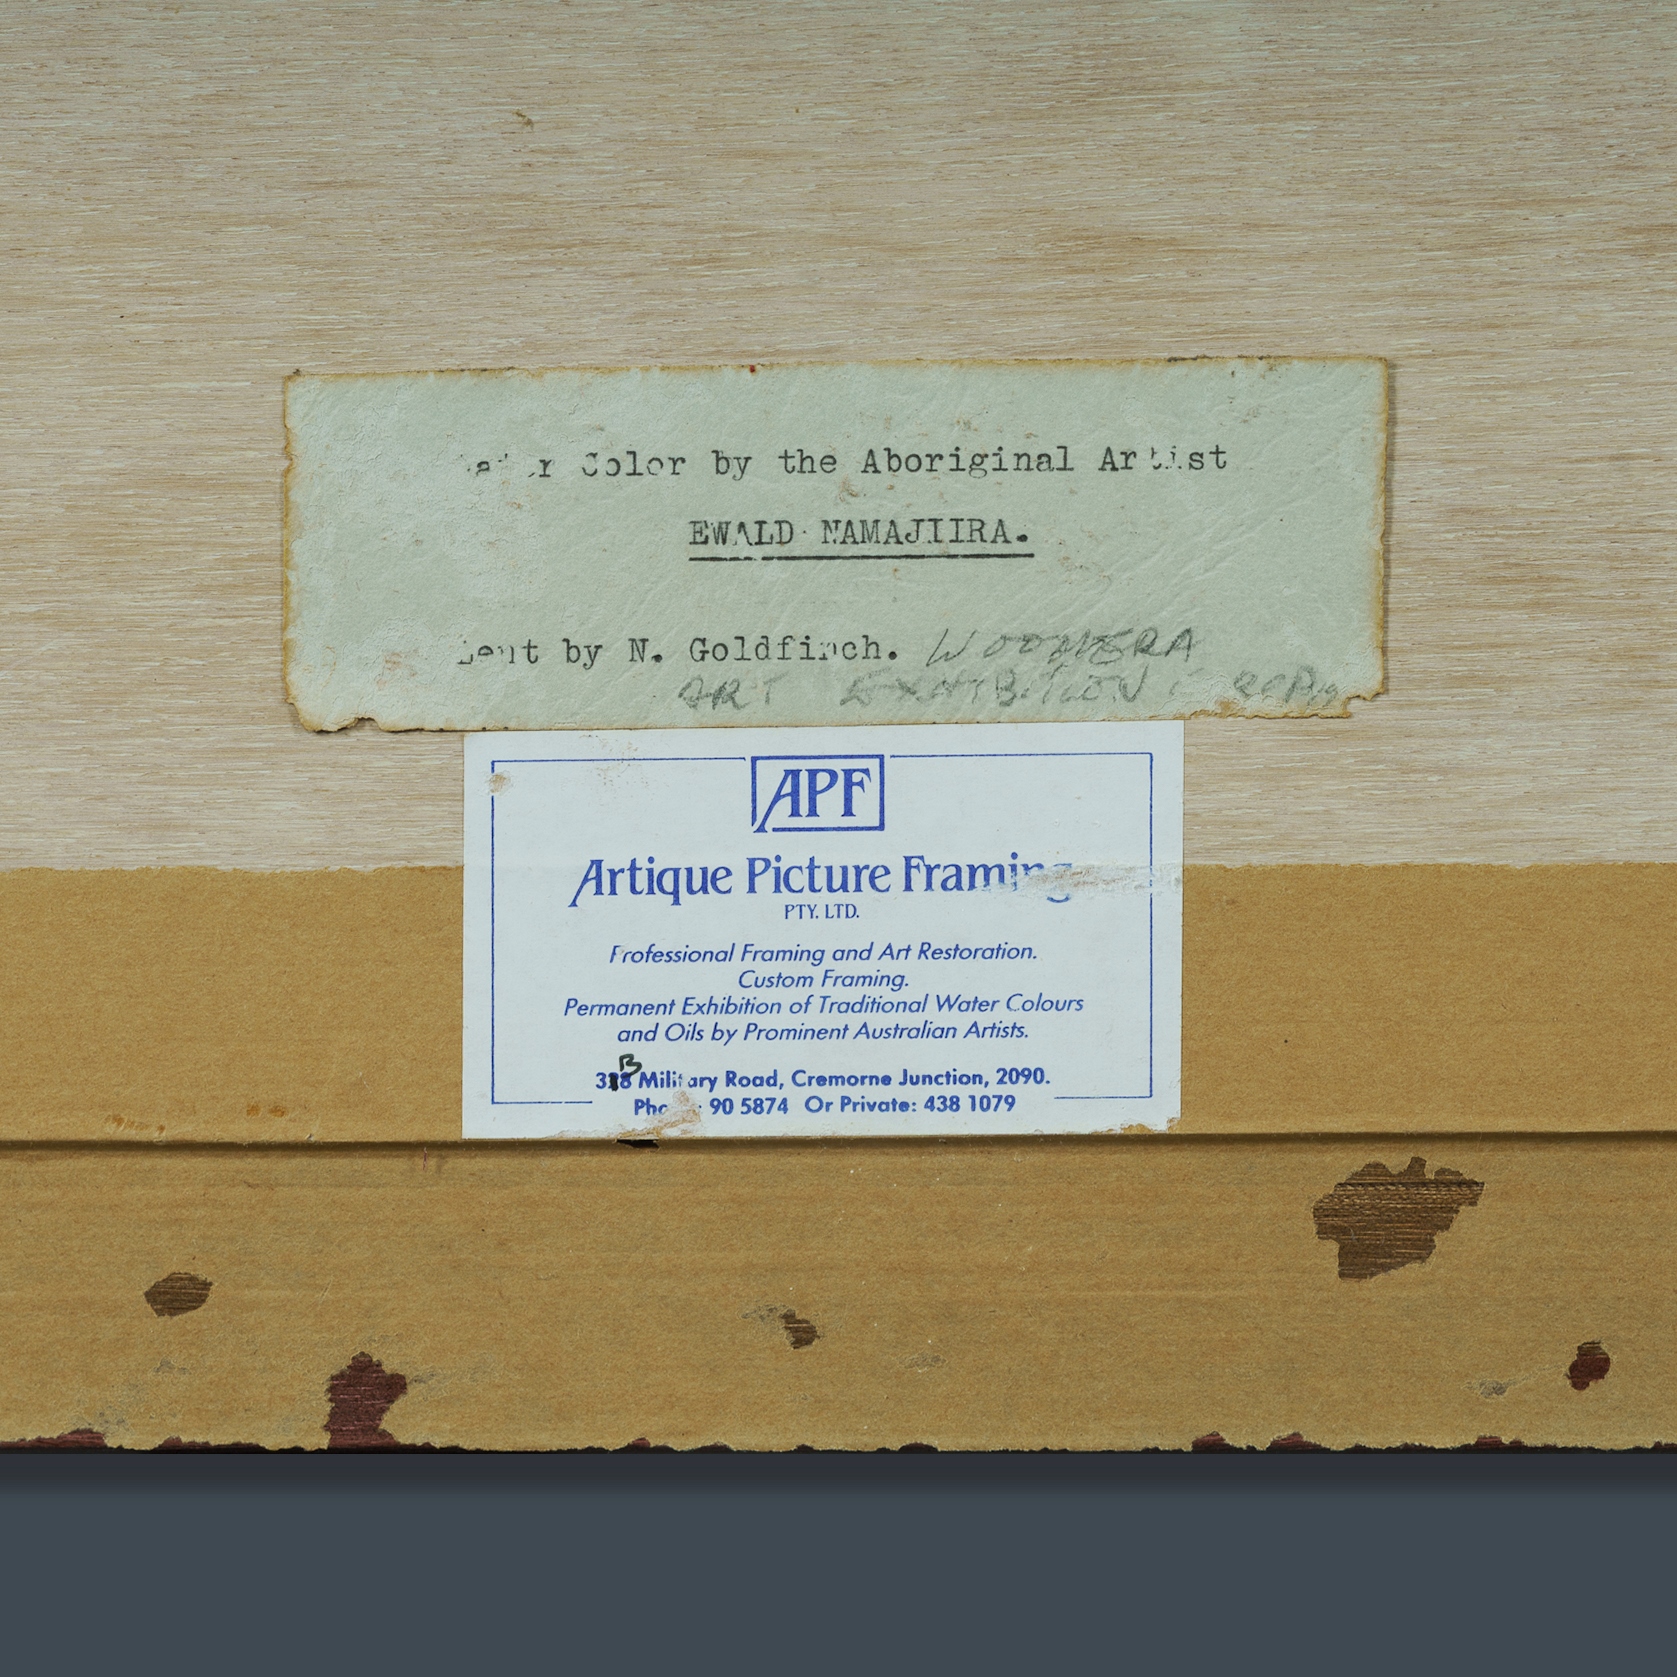 Color by the Aboriginal Artist
EWALD NAMAJIIRA.
by N. Goldfinch. WOOMERA
ART EXHIBITION
APF
Artique Picture Framing
PTY. LTD.
Professional Framing and Art Restoration.
Custom Framing.
Permanent Exhibition of Traditional Water Colours
and Oils by Prominent Australian Artists.
B
Military Road, Cremorne Junction, 2090.
90 5874 Or Private: 438 1079